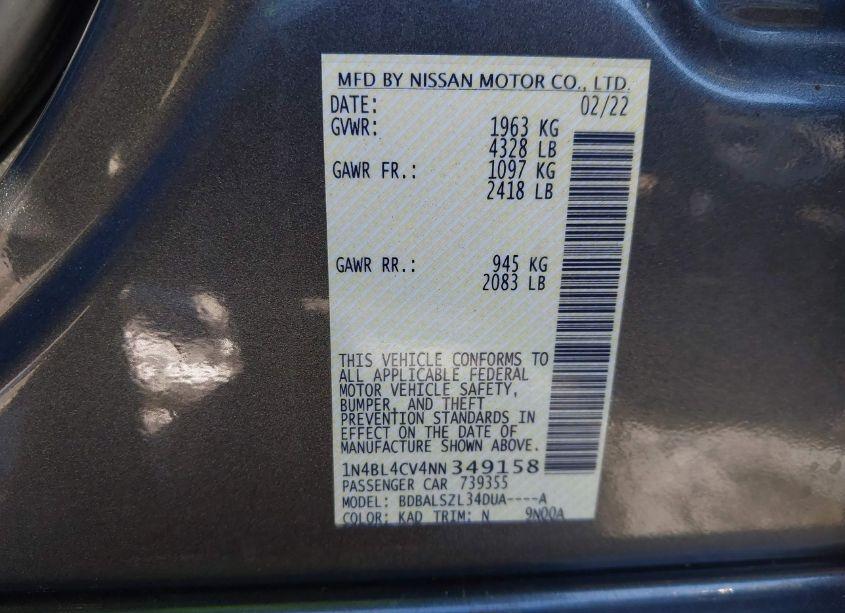 MFD BY NISSAN MOTOR CO., LTD.
DATE: 02/22
GVWR: 1963 KG
4328 LB
GAWR FR.: 1097 KG
2418 LB
GAWR RR.: 945 KG
2083 LB
THIS VEHICLE CONFORMS TO
ALL APPLICABLE FEDERAL
MOTOR VEHICLE SAFETY,
BUMPER, AND THEFT
PREVENTION STANDARDS IN
EFFECT ON THE DATE OF
MANUFACTURE SHOWN ABOVE.
1N4BL4CV4NN349158
PASSENGER CAR 739355
MODEL: BDBALSZL34DUA----A
COLOR: KAD TRIM: N 9N00A